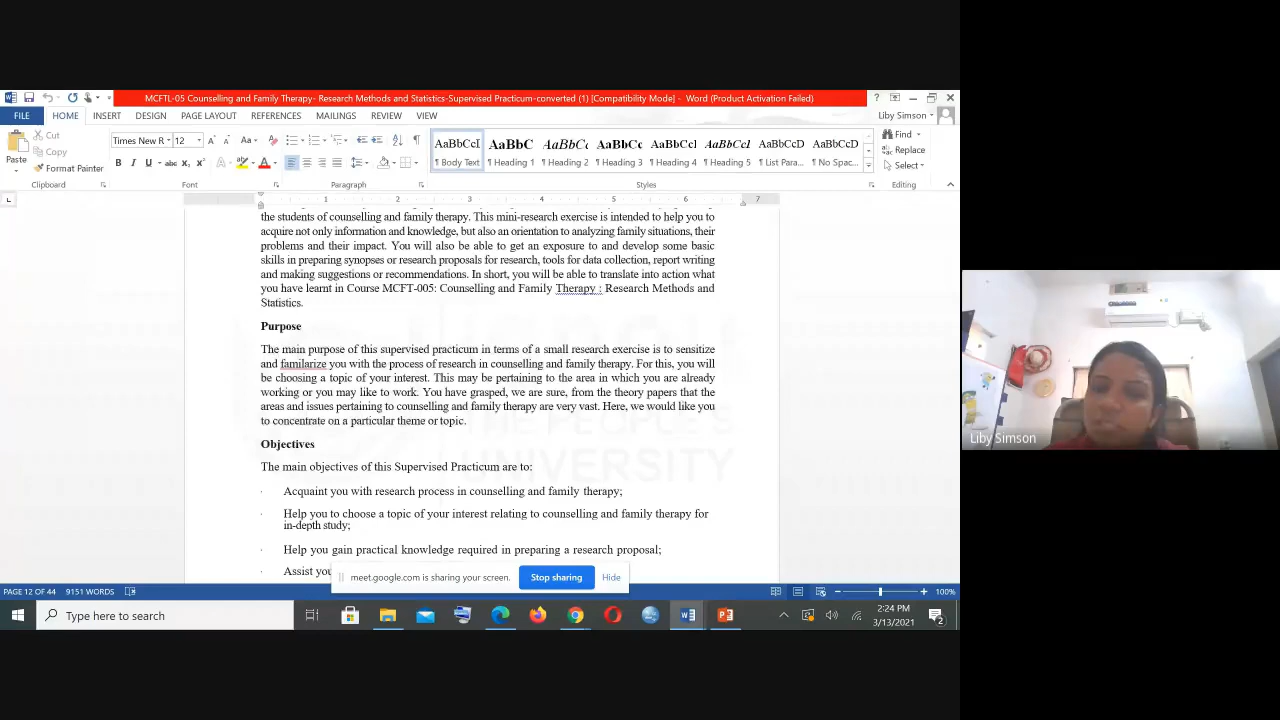 MCFTL-05 Counselling and Family Therapy- Research Methods and Statistics-Supervised Practicum-converted (1) [Compatibility Mode] - Word (Product Activation Failed)
FILE HOME INSERT DESIGN PAGE LAYOUT REFERENCES MAILINGS REVIEW VIEW Liby Simson
Paste
Cut
Copy
Format Painter
Clipboard
Times New R 12
Font
Paragraph
AaBbCcI AaBbC AaBbCc AaBbCc AaBbCcI AaBbCcI AaBbCcD AaBbCcD
¶ Body Text ¶ Heading 1 ¶ Heading 2 ¶ Heading 3 ¶ Heading 4 ¶ Heading 5 ¶ List Para... ¶ No Spac...
Styles
Find
Replace
Select
Editing
1 2 3 4 5 6 7
the students of counselling and family therapy. This mini-research exercise is intended to help you to
acquire not only information and knowledge, but also an orientation to analyzing family situations, their
problems and their impact. You will also be able to get an exposure to and develop some basic
skills in preparing synopses or research proposals for research, tools for data collection, report writing
and making suggestions or recommendations. In short, you will be able to translate into action what
you have learnt in Course MCFT-005: Counselling and Family Therapy : Research Methods and
Statistics.
Purpose
The main purpose of this supervised practicum in terms of a small research exercise is to sensitize
and familarize you with the process of research in counselling and family therapy. For this, you will
be choosing a topic of your interest. This may be pertaining to the area in which you are already
working or you may like to work. You have grasped, we are sure, from the theory papers that the
areas and issues pertaining to counselling and family therapy are very vast. Here, we would like you
to concentrate on a particular theme or topic.
THE PEOPLE'S
UNIVERSITY
Objectives
The main objectives of this Supervised Practicum are to:
· Acquaint you with research process in counselling and family therapy;
· Help you to choose a topic of your interest relating to counselling and family therapy for
in-depth study;
· Help you gain practical knowledge required in preparing a research proposal;
· Assist you
meet.google.com is sharing your screen. Stop sharing Hide
PAGE 12 OF 44 9151 WORDS 100%
Type here to search
2:24 PM
3/13/2021
2
Liby Simson